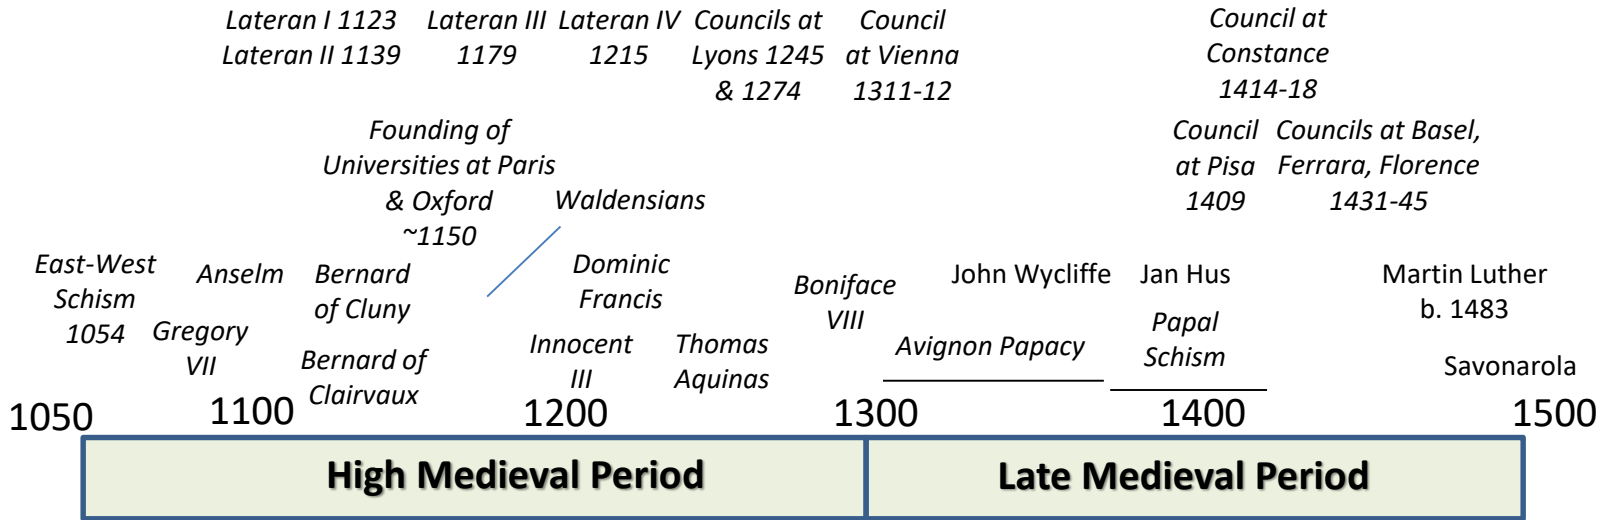 Lateran I 1123
Lateran II 1139
Lateran III
1179
Lateran IV
1215
Councils at
Lyons 1245
& 1274
Council
at Vienna
1311-12
Council at
Constance
1414-18
Founding of
Universities at Paris
& Oxford
~1150
Waldensians
Council
at Pisa
1409
Councils at Basel,
Ferrara, Florence
1431-45
East-West
Schism
1054
Anselm
Gregory
VII
Bernard
of Cluny
Bernard of
Clairvaux
Dominic
Francis
Innocent
III
Thomas
Aquinas
Boniface
VIII
John Wycliffe
Avignon Papacy
Jan Hus
Papal
Schism
Martin Luther
b. 1483
Savonarola
1050
1100
1200
1300
1400
1500
High Medieval Period
Late Medieval Period